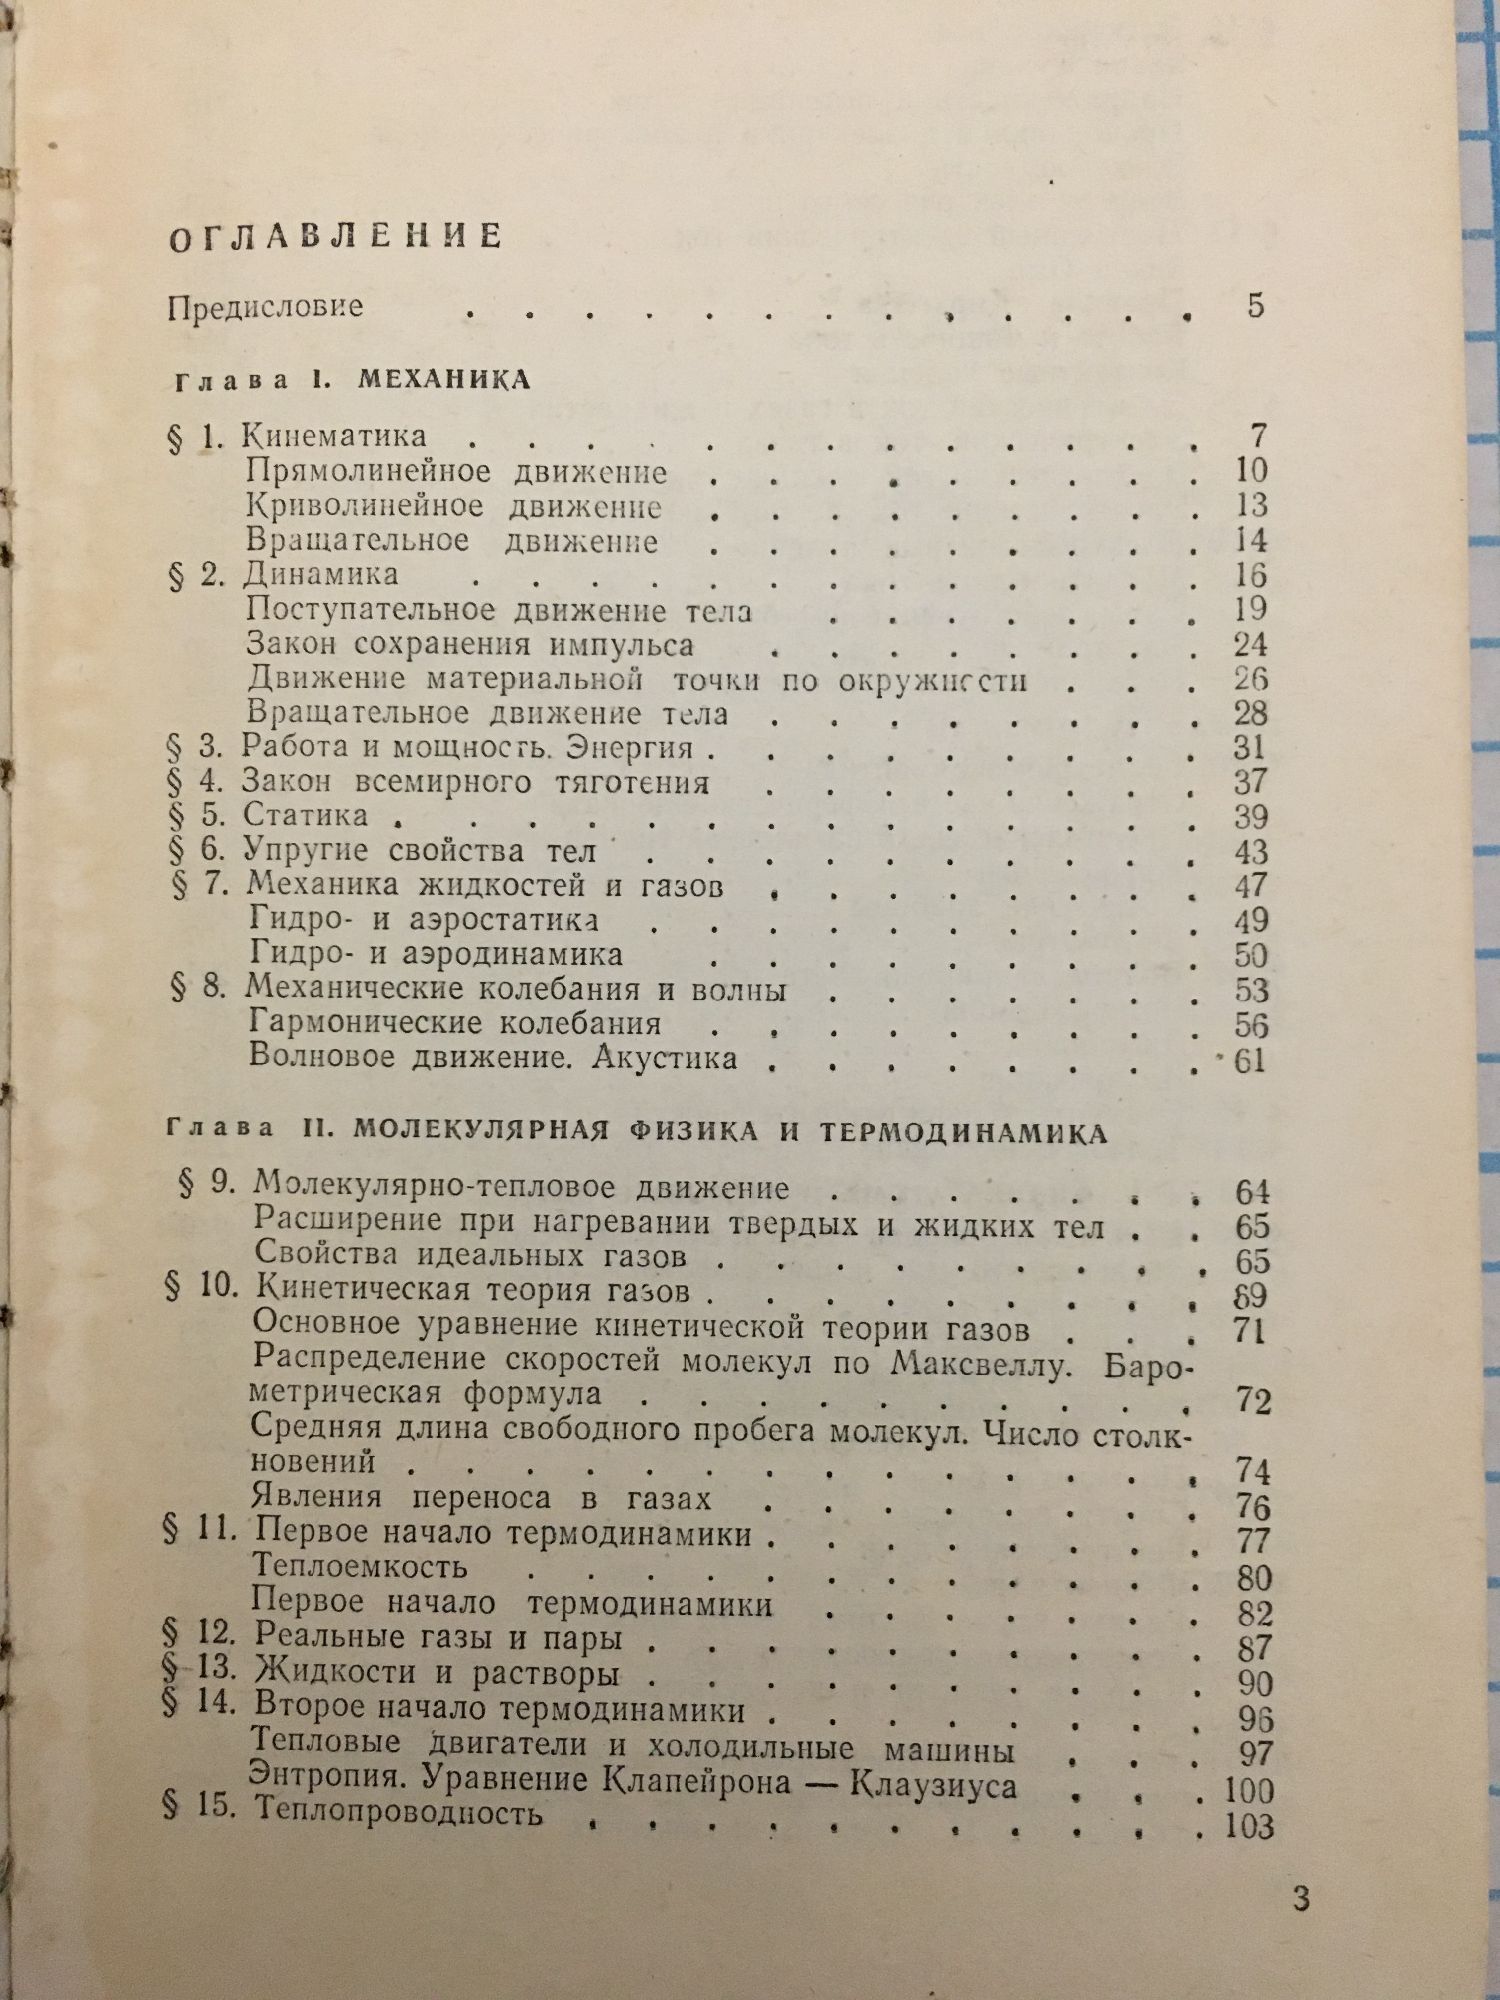 ОГЛАВЛЕНИЕ
Предисловие . . . . . . . . . . . . . 5
Глава I. МЕХАНИКА
§ 1. Кинематика . . . . . . . . . . . . . 7
Прямолинейное движение . . . . . . . . . 10
Криволинейное движение . . . . . . . . . 13
Вращательное движение . . . . . . . . . 14
§ 2. Динамика . . . . . . . . . . . . . 16
Поступательное движение тела . . . . . . . 19
Закон сохранения импульса . . . . . . . . 24
Движение материальной точки по окружности . . . 26
Вращательное движение тела . . . . . . . . 28
§ 3. Работа и мощность. Энергия . . . . . . . . . 31
§ 4. Закон всемирного тяготения . . . . . . . . 37
§ 5. Статика . . . . . . . . . . . . . . 39
§ 6. Упругие свойства тел . . . . . . . . . . 43
§ 7. Механика жидкостей и газов . . . . . . . . 47
Гидро- и аэростатика . . . . . . . . . . 49
Гидро- и аэродинамика . . . . . . . . . 50
§ 8. Механические колебания и волны . . . . . . . 53
Гармонические колебания . . . . . . . . . 56
Волновое движение. Акустика . . . . . . . . 61
Глава II. МОЛЕКУЛЯРНАЯ ФИЗИКА И ТЕРМОДИНАМИКА
§ 9. Молекулярно-тепловое движение . . . . . . . 64
Расширение при нагревании твердых и жидких тел . . 65
Свойства идеальных газов . . . . . . . . . 65
§ 10. Кинетическая теория газов . . . . . . . . . 69
Основное уравнение кинетической теории газов . . . 71
Распределение скоростей молекул по Максвеллу. Баро-
метрическая формула . . . . . . . . . . 72
Средняя длина свободного пробега молекул. Число столк-
новений . . . . . . . . . . . . . . 74
Явления переноса в газах . . . . . . . . 76
§ 11. Первое начало термодинамики . . . . . . . . 77
Теплоемкость . . . . . . . . . . . . 80
Первое начало термодинамики . . . . . . . 82
§ 12. Реальные газы и пары . . . . . . . . . . 87
§ 13. Жидкости и растворы . . . . . . . . . . 90
§ 14. Второе начало термодинамики . . . . . . . . 96
Тепловые двигатели и холодильные машины . . . 97
Энтропия. Уравнение Клапейрона — Клаузиуса . . . 100
§ 15. Теплопроводность . . . . . . . . . . . 103
3